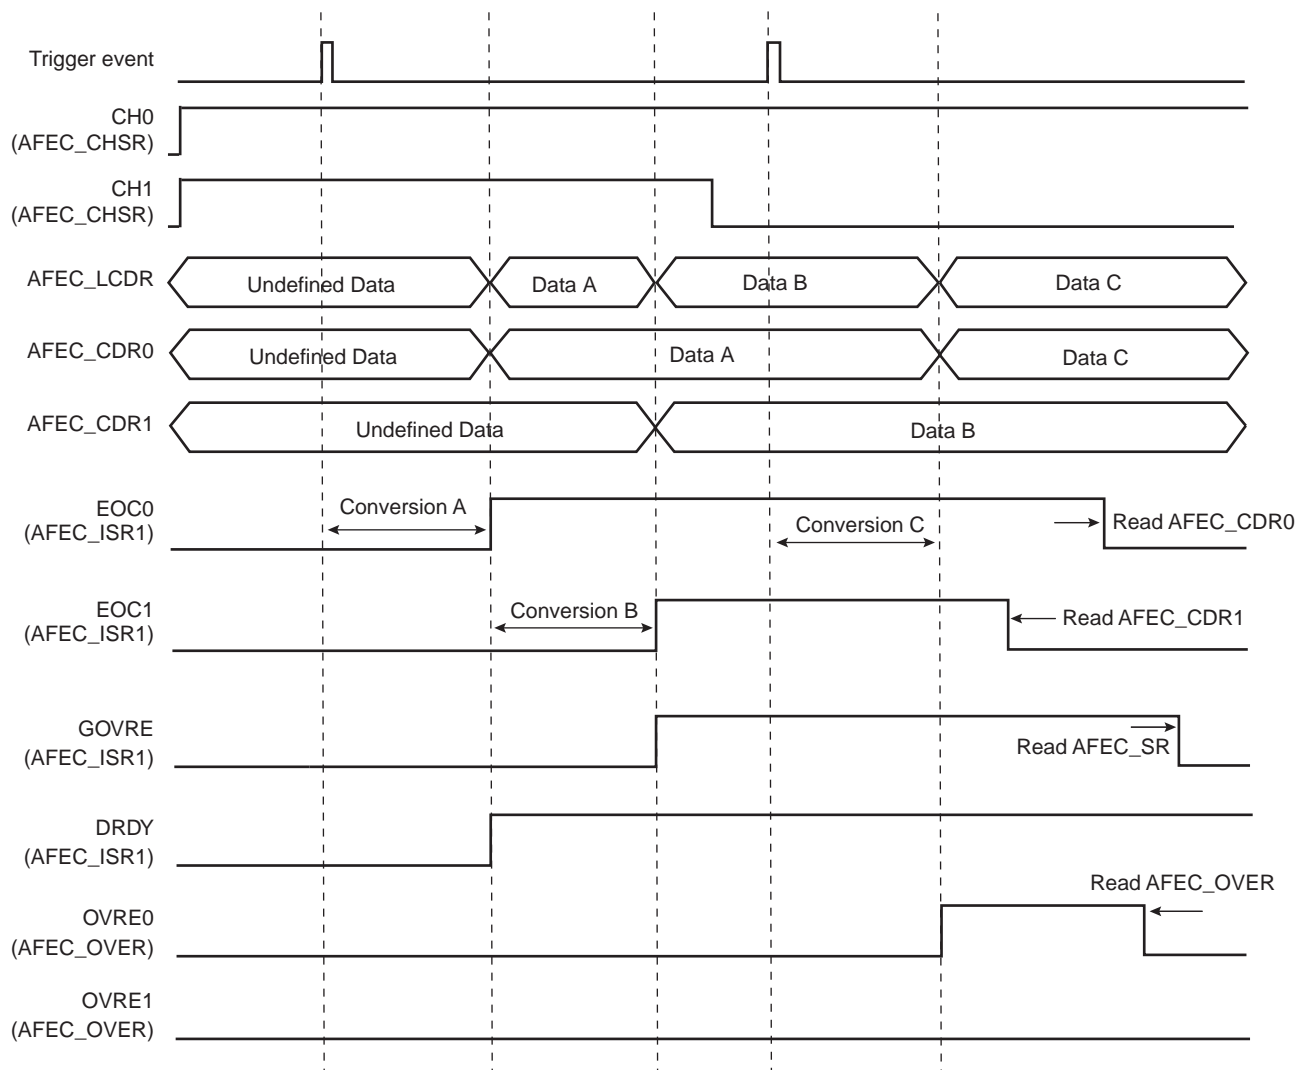 Trigger event
CH0
(AFEC_CHSR)
CH1
(AFEC_CHSR)
AFEC_LCDR
Undefined Data
Data A
Data B
Data C
AFEC_CDR0
Undefined Data
Data A
Data C
AFEC_CDR1
Undefined Data
Data B
EOC0
(AFEC_ISR1)
Conversion A
Conversion C
Read AFEC_CDR0
EOC1
(AFEC_ISR1)
Conversion B
Read AFEC_CDR1
GOVRE
(AFEC_ISR1)
Read AFEC_SR
DRDY
(AFEC_ISR1)
Read AFEC_OVER
OVRE0
(AFEC_OVER)
OVRE1
(AFEC_OVER)